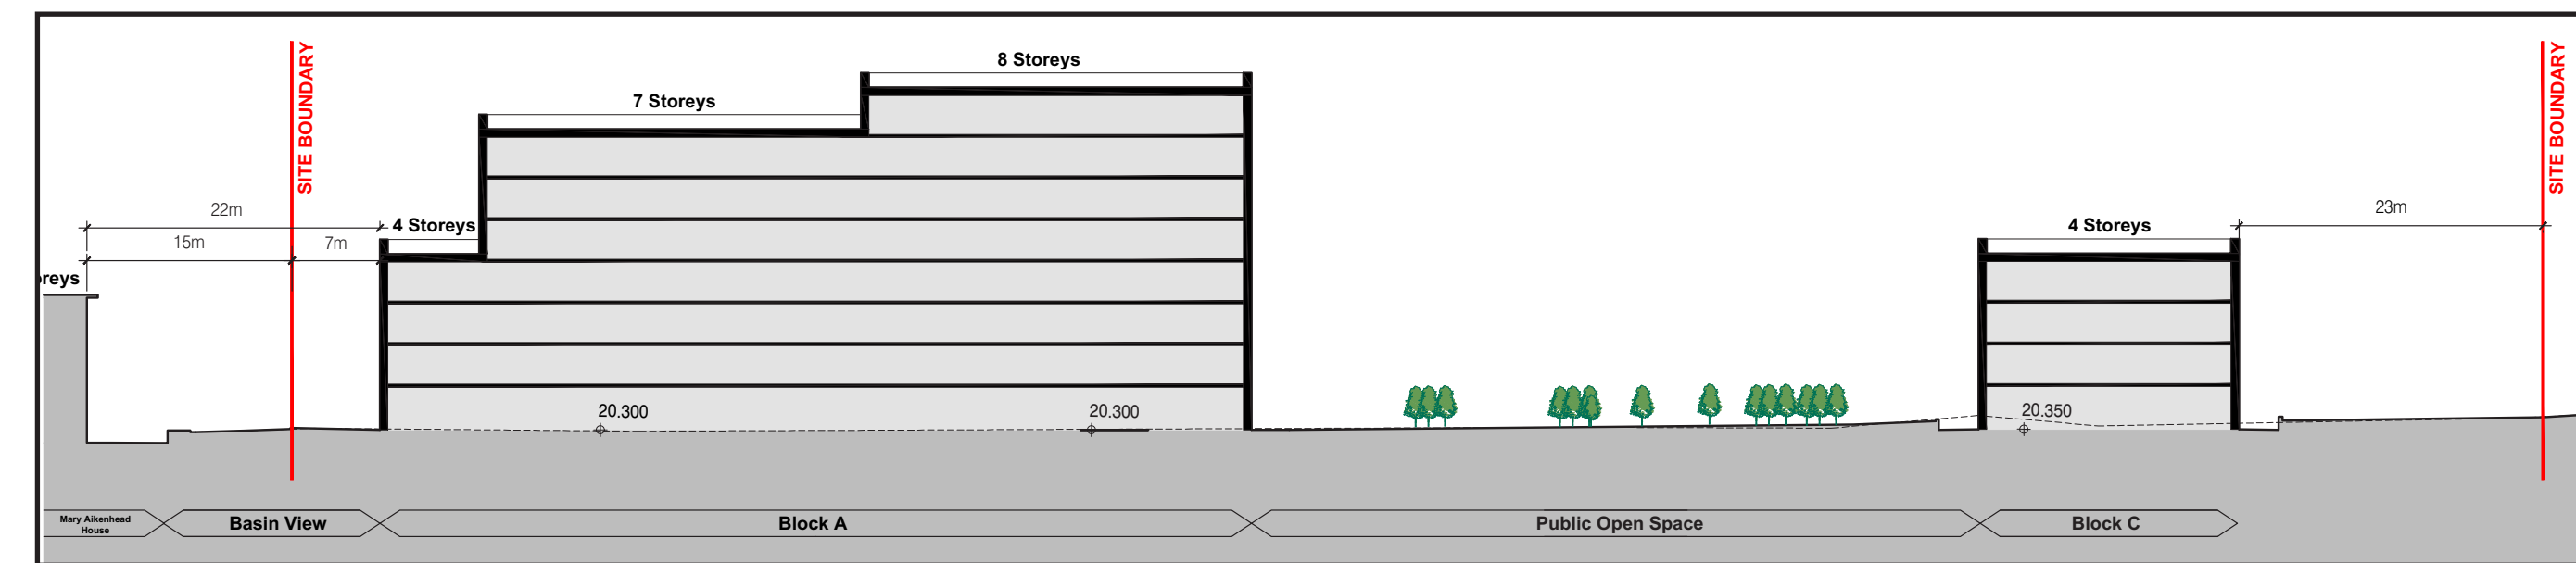 SITE BOUNDARY
8 Storeys
SITE BOUNDARY
7 Storeys
22m
4 Storeys
15m
7m
23m
4 Storeys
oreys
20.300
20.300
20.350
Mary Aikenhead
House
Basin View
Block A
Public Open Space
Block C